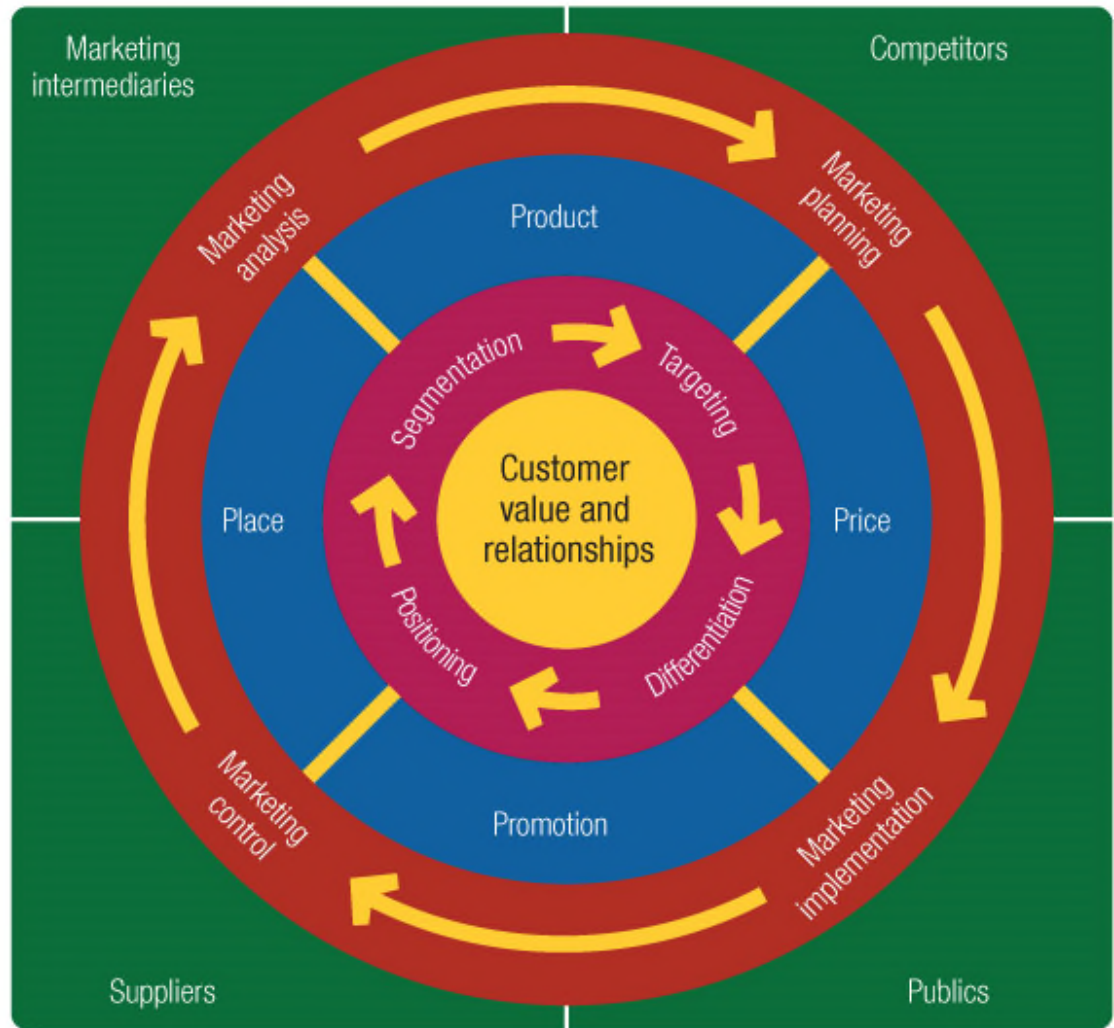 Marketing
intermediaries
Competitors
Marketing
analysis
Marketing
planning
Product
Segmentation
Targeting
Customer
value and
relationships
Place
Price
Positioning
Differentiation
Promotion
Marketing
control
Marketing
implementation
Suppliers
Publics